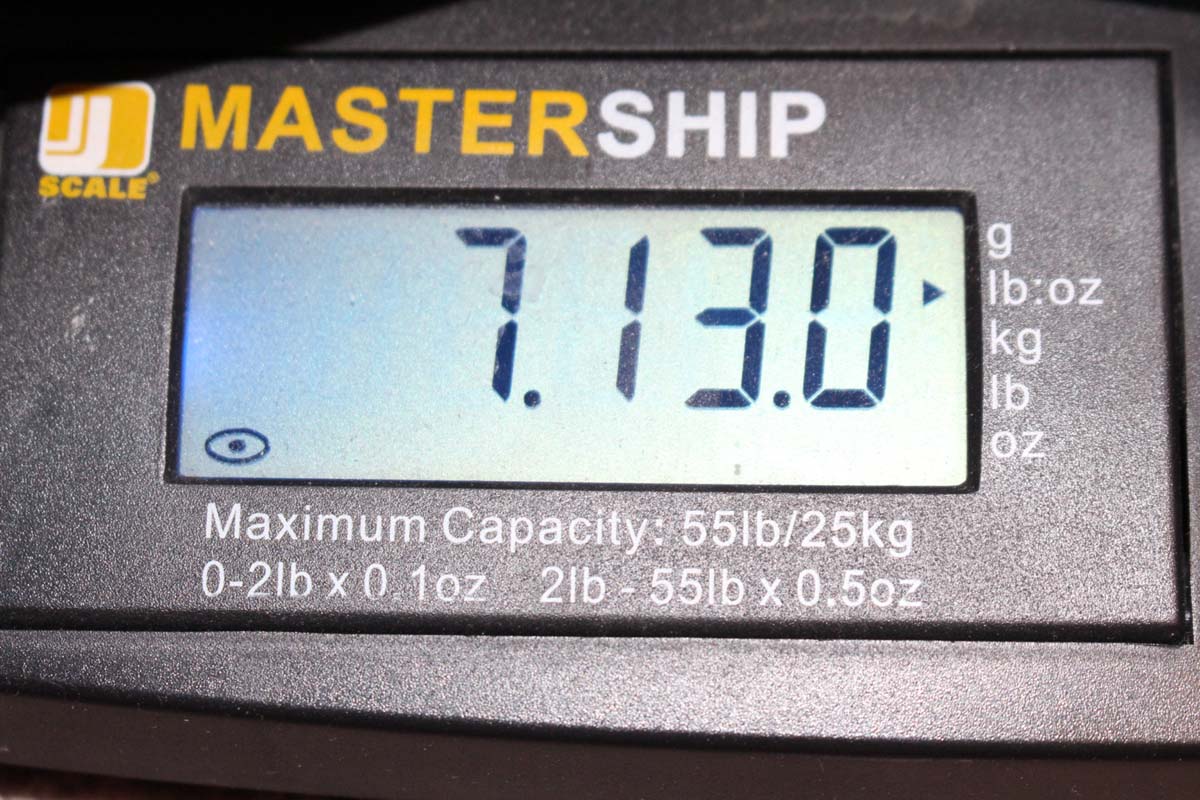 MASTERSHIP
SCALE®
7.13.0
g
lb:oz
kg
lb
oz
Maximum Capacity: 55lb/25kg
0-2lb x 0.1oz 2lb - 55lb x 0.5oz